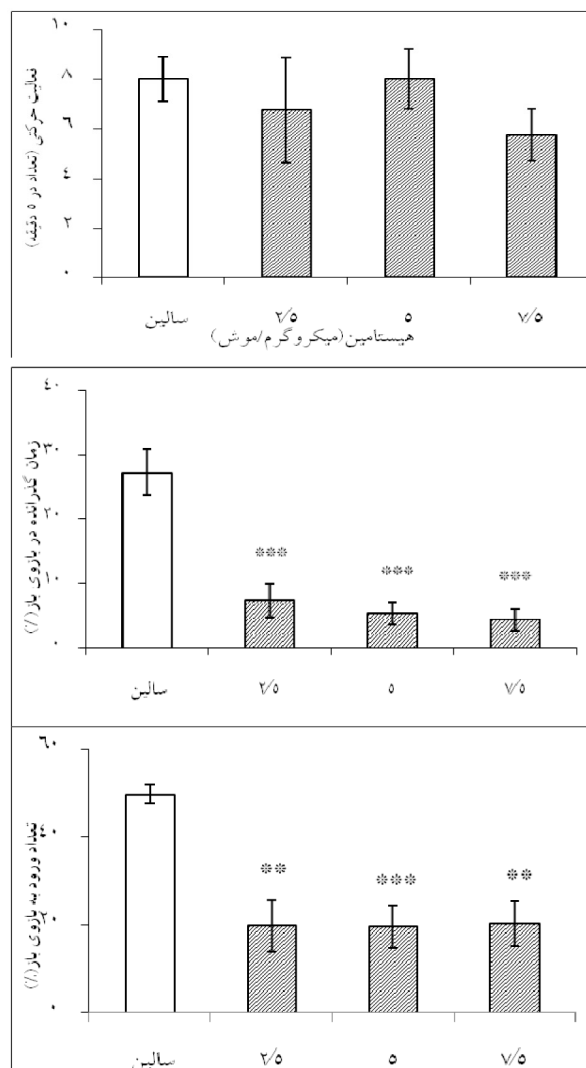 فعالیت حرکتی (تعداد در ۵ دقیقه)
۱۰
۸
۶
۴
۲
۰
سالین ۲/۵ ۵ ۷/۵
هیستامین(میکروگرم/موش)
زمان گذرانده در بازوی باز(٪)
۴۰
۳۰
۲۰
۱۰
۰
*** *** ***
سالین ۲/۵ ۵ ۷/۵
تعداد ورود به بازوی باز(٪)
۶۰
۴۰
۲۰
۰
** *** **
سالین ۲/۵ ۵ ۷/۵